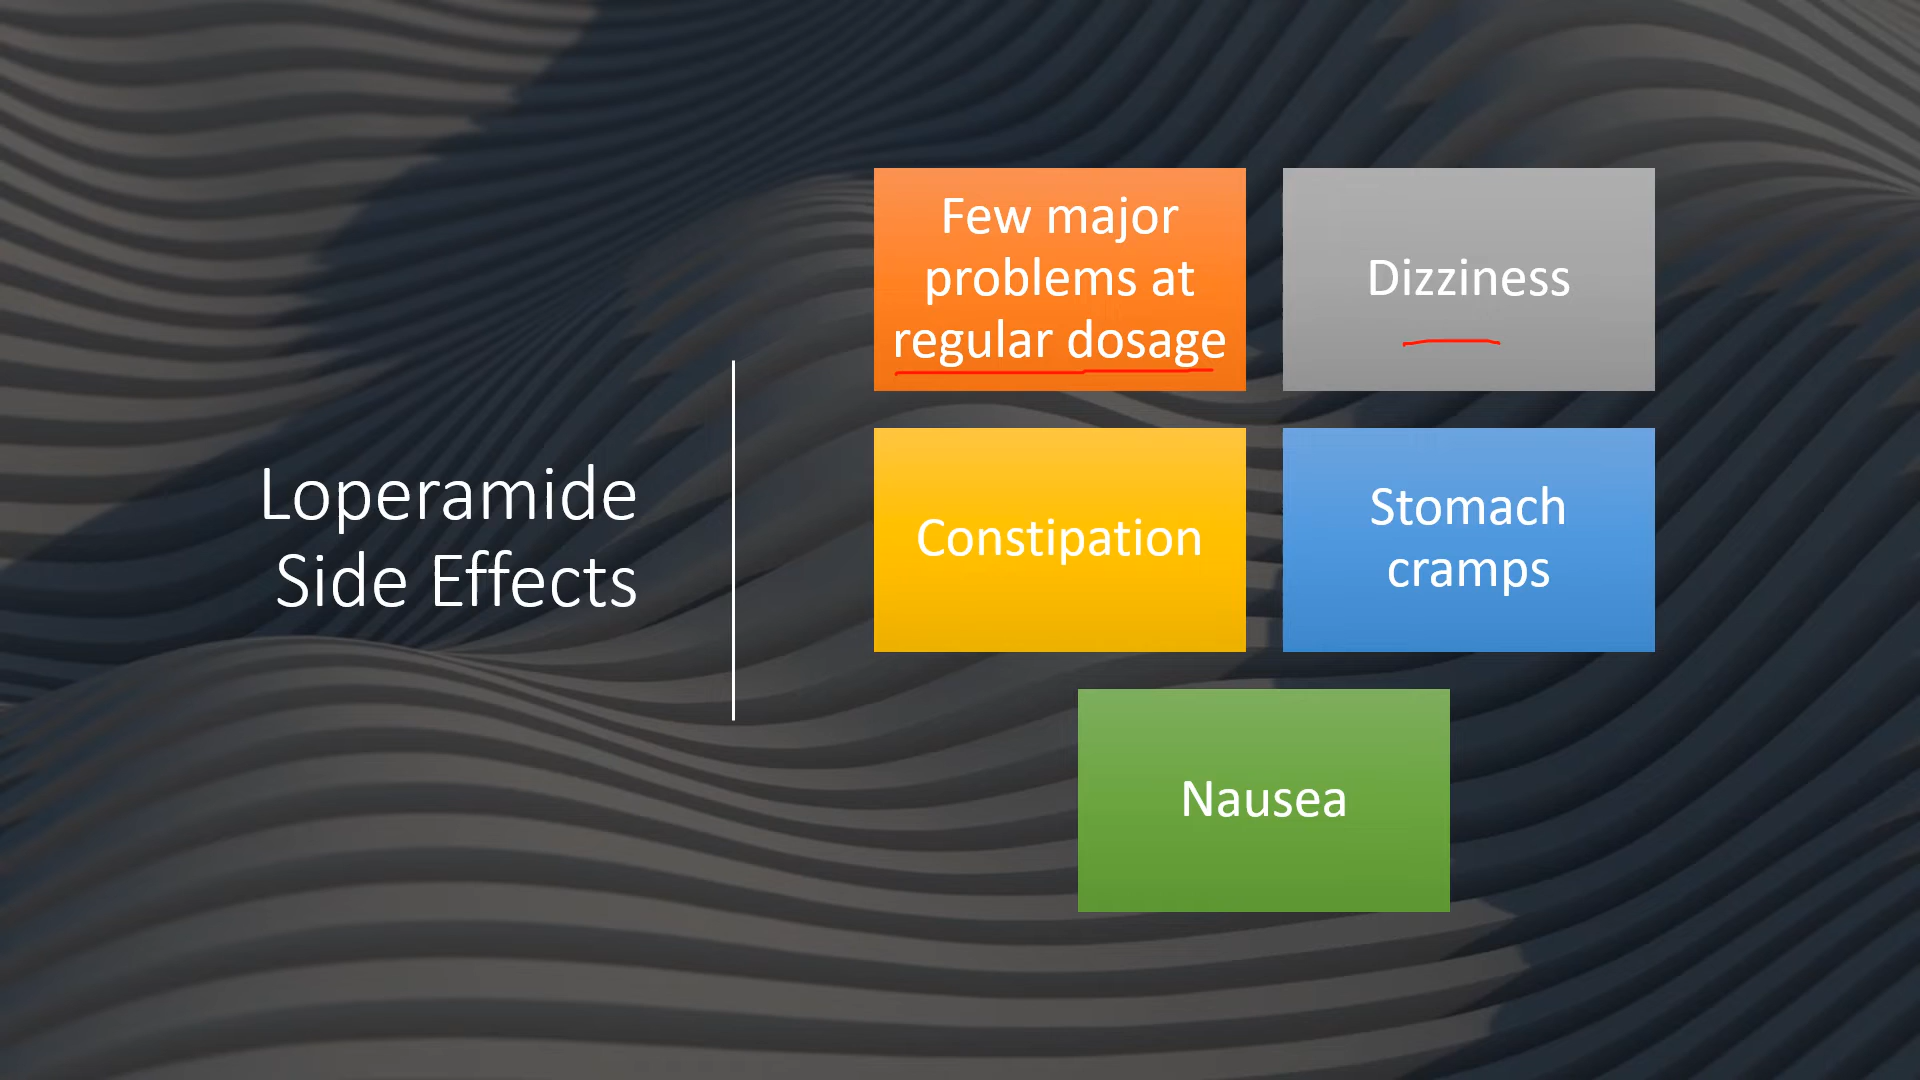 Loperamide
Side Effects
Few major
problems at
regular dosage
Dizziness
Constipation
Stomach
cramps
Nausea